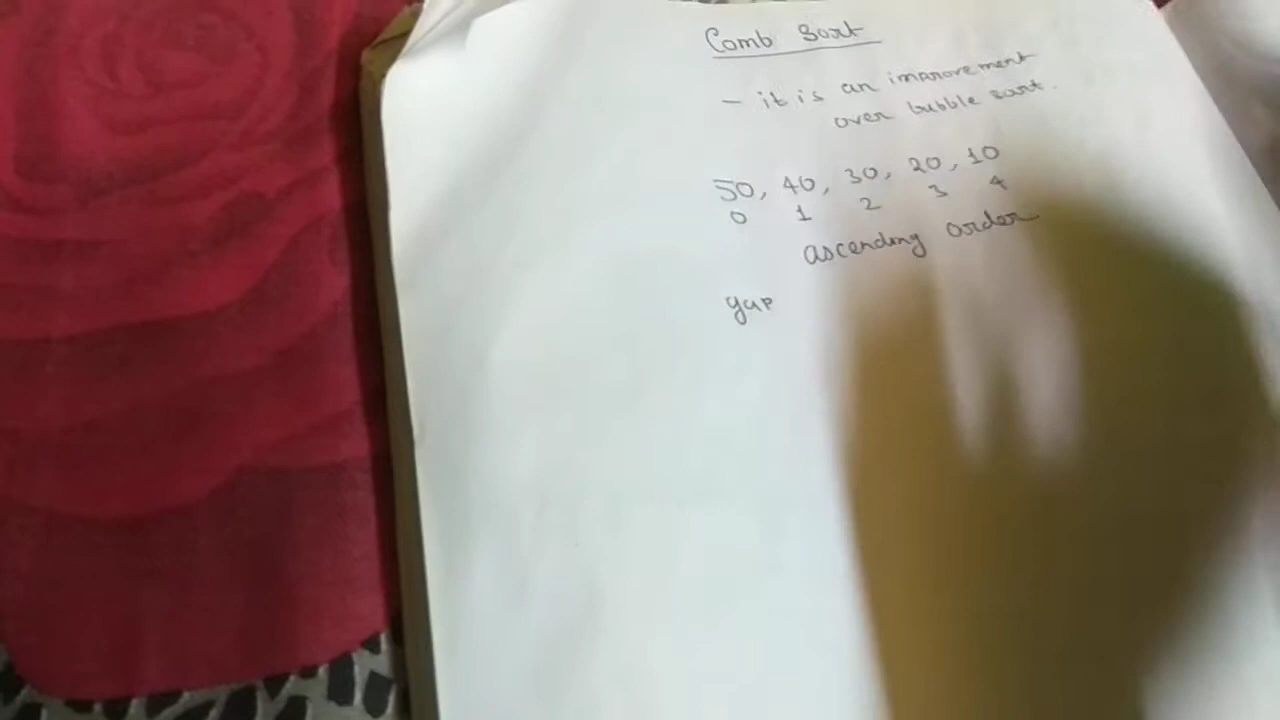 Comb Sort
- it is an improvement
over bubble sort.
50, 40, 30, 20, 10
0 1 2 3 4
ascending order
gap